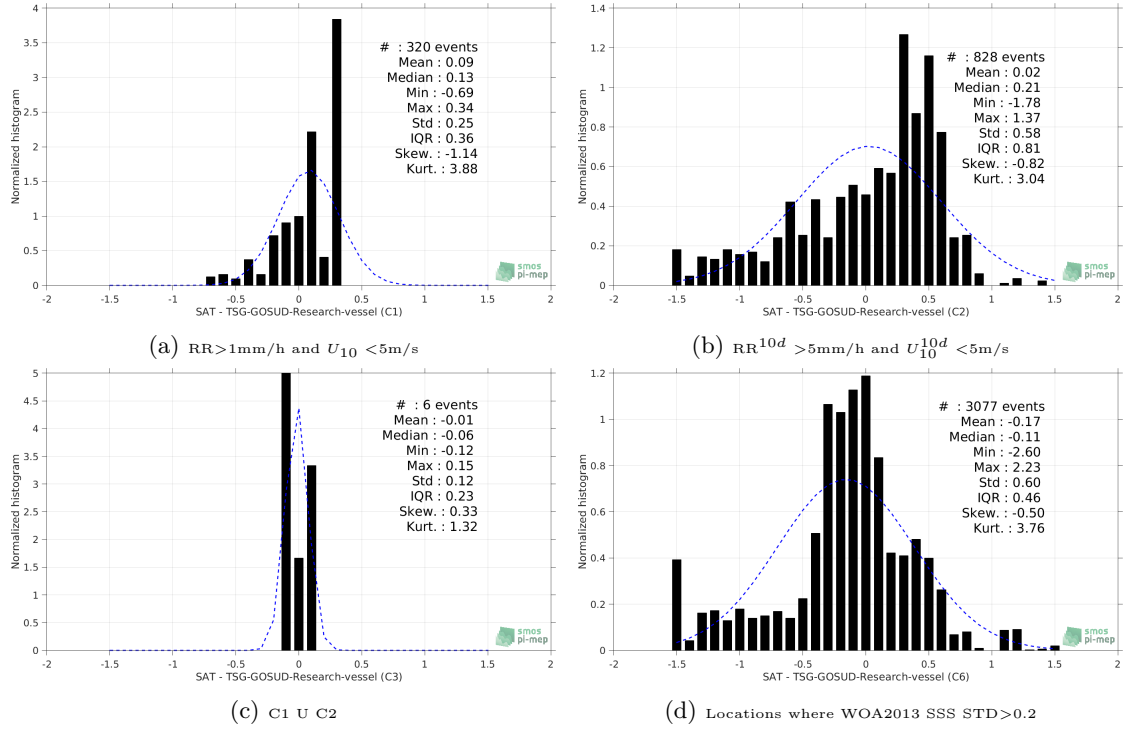 4
3.5
3
2.5
2
1.5
1
0.5
0
-2
-1.5
-1
-0.5
0
0.5
1
1.5
2
Normalized histogram
SAT - TSG-GOSUD-Research-vessel (C1)
# : 320 events
Mean : 0.09
Median : 0.13
Min : -0.69
Max : 0.34
Std : 0.25
IQR : 0.36
Skew. : -1.14
Kurt. : 3.88
smos
pi-mep
(a) RR>1mm/h and U10 <5m/s
1.4
1.2
1
0.8
0.6
0.4
0.2
0
-2
-1.5
-1
-0.5
0
0.5
1
1.5
2
Normalized histogram
SAT - TSG-GOSUD-Research-vessel (C2)
# : 828 events
Mean : 0.02
Median : 0.21
Min : -1.78
Max : 1.37
Std : 0.58
IQR : 0.81
Skew. : -0.82
Kurt. : 3.04
smos
pi-mep
(b) RR10d >5mm/h and U10 10d <5m/s
5
4.5
4
3.5
3
2.5
2
1.5
1
0.5
0
-2
-1.5
-1
-0.5
0
0.5
1
1.5
2
Normalized histogram
SAT - TSG-GOSUD-Research-vessel (C3)
# : 6 events
Mean : -0.01
Median : -0.06
Min : -0.12
Max : 0.15
Std : 0.12
IQR : 0.23
Skew. : 0.33
Kurt. : 1.32
smos
pi-mep
(c) C1 U C2
1.2
1
0.8
0.6
0.4
0.2
0
-2
-1.5
-1
-0.5
0
0.5
1
1.5
2
Normalized histogram
SAT - TSG-GOSUD-Research-vessel (C6)
# : 3077 events
Mean : -0.17
Median : -0.11
Min : -2.60
Max : 2.23
Std : 0.60
IQR : 0.46
Skew. : -0.50
Kurt. : 3.76
smos
pi-mep
(d) Locations where WOA2013 SSS STD>0.2